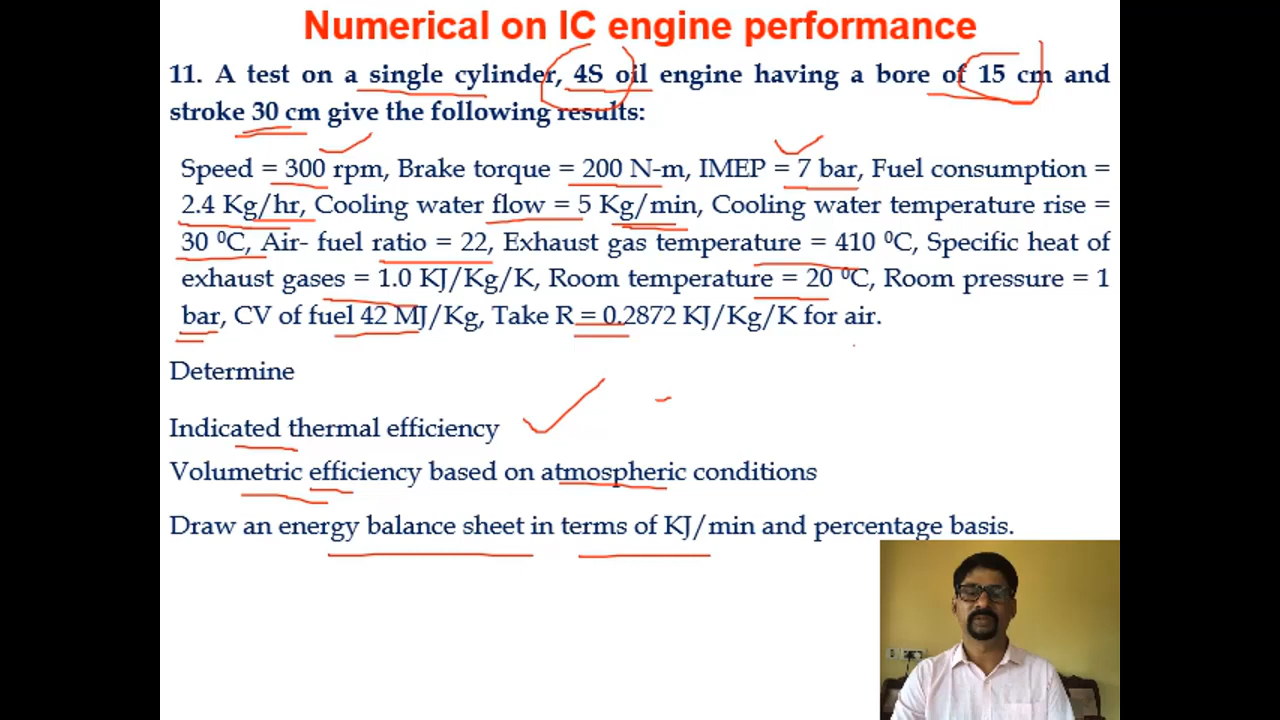 Numerical on IC engine performance
11. A test on a single cylinder, 4S oil engine having a bore of 15 cm and
stroke 30 cm give the following results:
Speed = 300 rpm, Brake torque = 200 N-m, IMEP = 7 bar, Fuel consumption =
2.4 Kg/hr, Cooling water flow = 5 Kg/min, Cooling water temperature rise =
30 ⁰C, Air- fuel ratio = 22, Exhaust gas temperature = 410 ⁰C, Specific heat of
exhaust gases = 1.0 KJ/Kg/K, Room temperature = 20 ⁰C, Room pressure = 1
bar, CV of fuel 42 MJ/Kg, Take R = 0.2872 KJ/Kg/K for air.
Determine
Indicated thermal efficiency
Volumetric efficiency based on atmospheric conditions
Draw an energy balance sheet in terms of KJ/min and percentage basis.